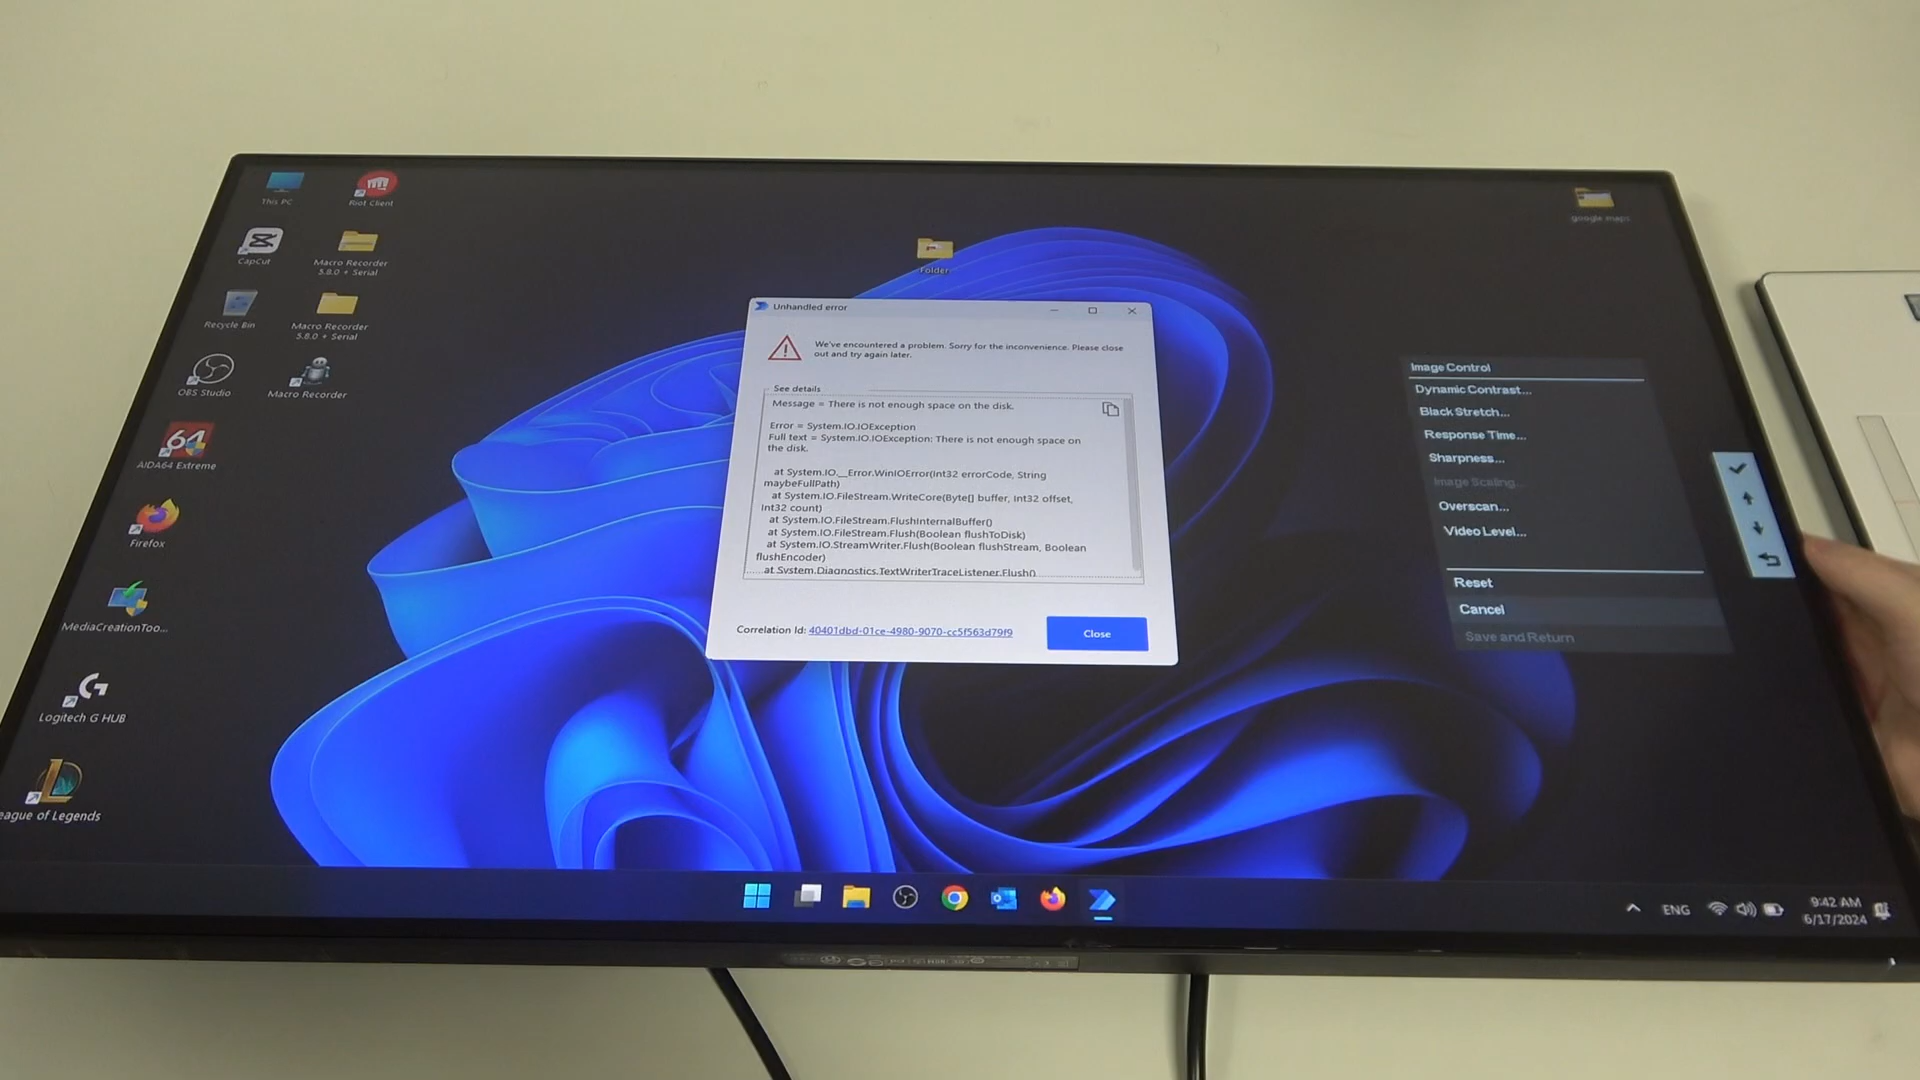 This PC
Riot Client
CapCut
Macro Recorder
5.8.0 + Serial
Recycle Bin
Macro Recorder
5.8.0 + Serial
OBS Studio
Macro Recorder
64
AIDA64 Extreme
Firefox
MediaCreationToo...
Logitech G HUB
eague of Legends
Folder
google maps
Unhandled error
We've encountered a problem. Sorry for the inconvenience. Please close
out and try again later.
See details
Message = There is not enough space on the disk.
Error = System.IO.IOException
Full text = System.IO.IOException: There is not enough space on
the disk.
at System.IO.__Error.WinIOError(Int32 errorCode, String
maybeFullPath)
at System.IO.FileStream.WriteCore(Byte[] buffer, Int32 offset,
Int32 count)
at System.IO.FileStream.FlushInternalBuffer()
at System.IO.FileStream.Flush(Boolean flushToDisk)
at System.IO.StreamWriter.Flush(Boolean flushStream, Boolean
flushEncoder)
at System.Diagnostics.TextWriterTraceListener.Flush()
Correlation Id: 40401dbd-01ce-4980-9070-cc5f563d79f9
Close
Image Control
Dynamic Contrast...
Black Stretch...
Response Time...
Sharpness...
Image Scaling...
Overscan...
Video Level...
Reset
Cancel
Save and Return
ENG
9:42 AM
6/17/2024